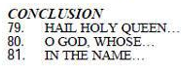 CONCLUSION
79. HAIL HOLY QUEEN…
80. O GOD, WHOSE…
81. IN THE NAME…